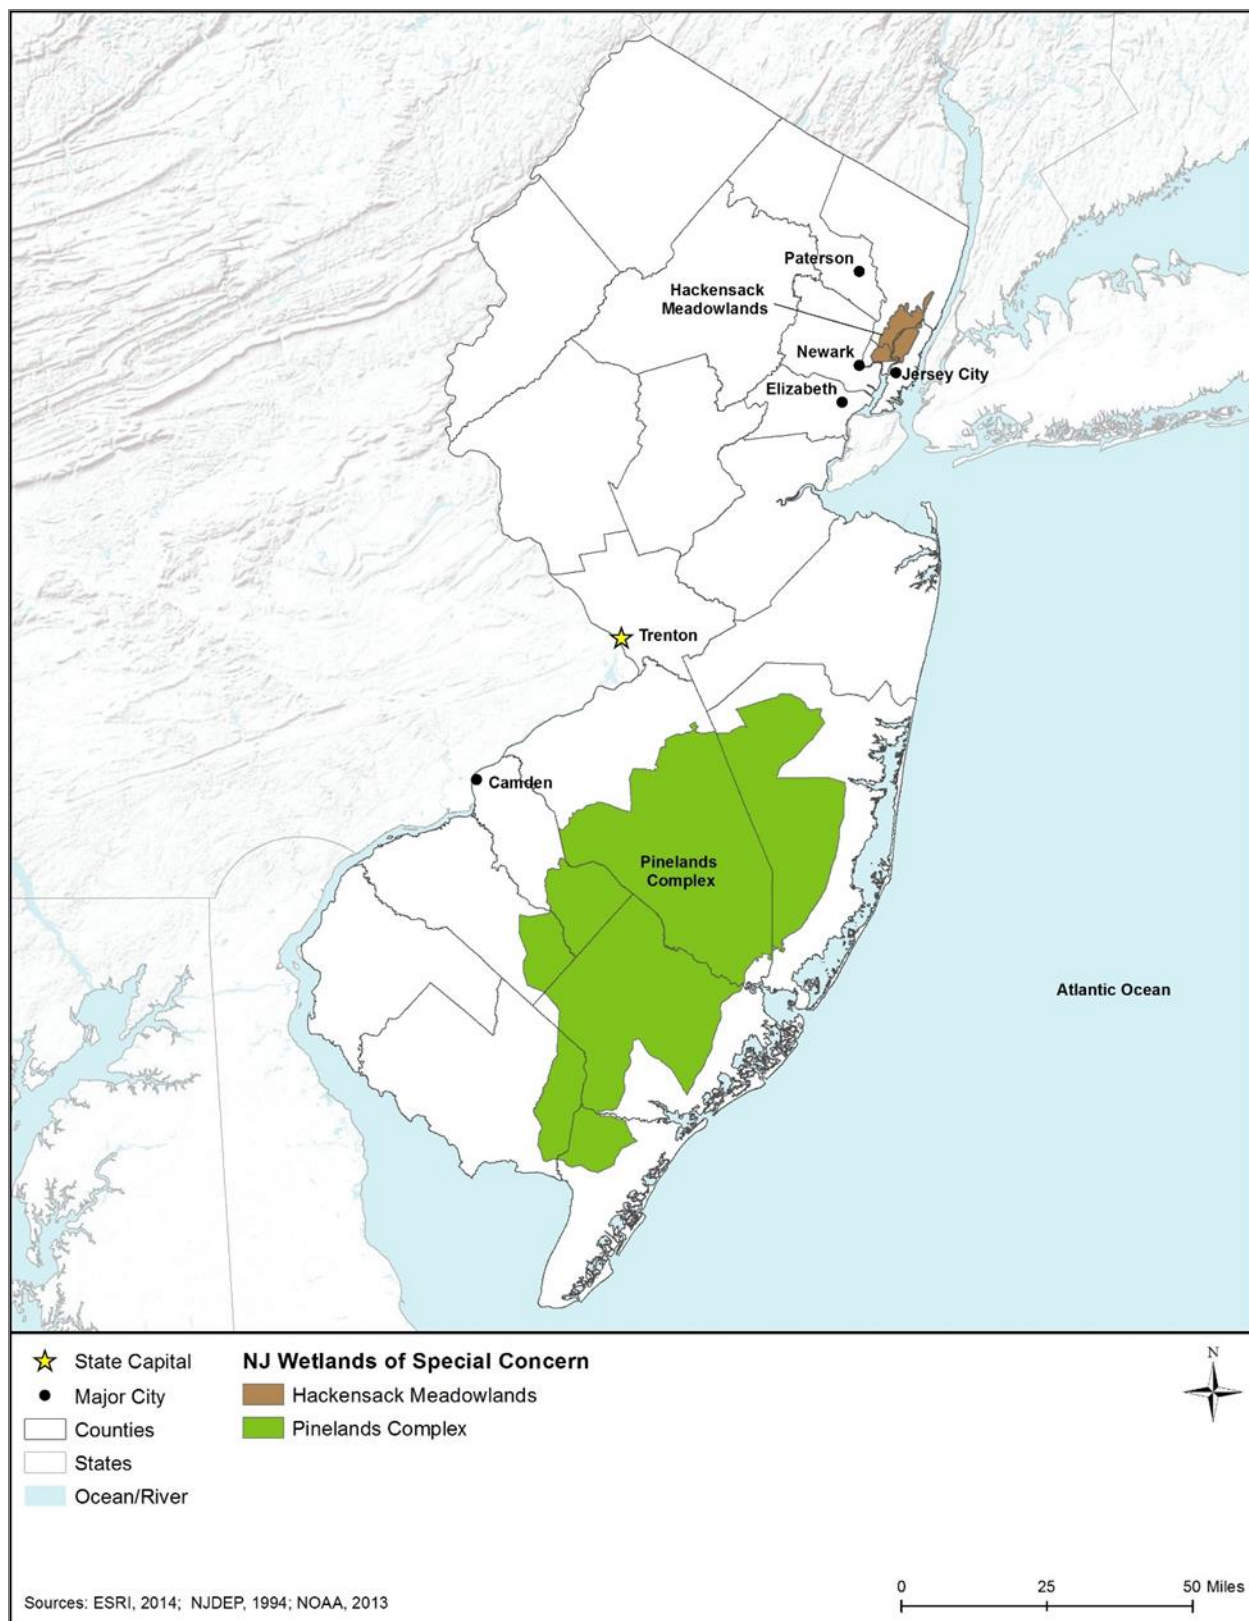 Paterson
Hackensack
Meadowlands
Newark
Jersey City
Elizabeth
Trenton
Camden
Pinelands
Complex
Atlantic Ocean
State Capital
Major City
Counties
States
Ocean/River
NJ Wetlands of Special Concern
Hackensack Meadowlands
Pinelands Complex
N
Sources: ESRI, 2014; NJDEP, 1994; NOAA, 2013
0 25 50 Miles